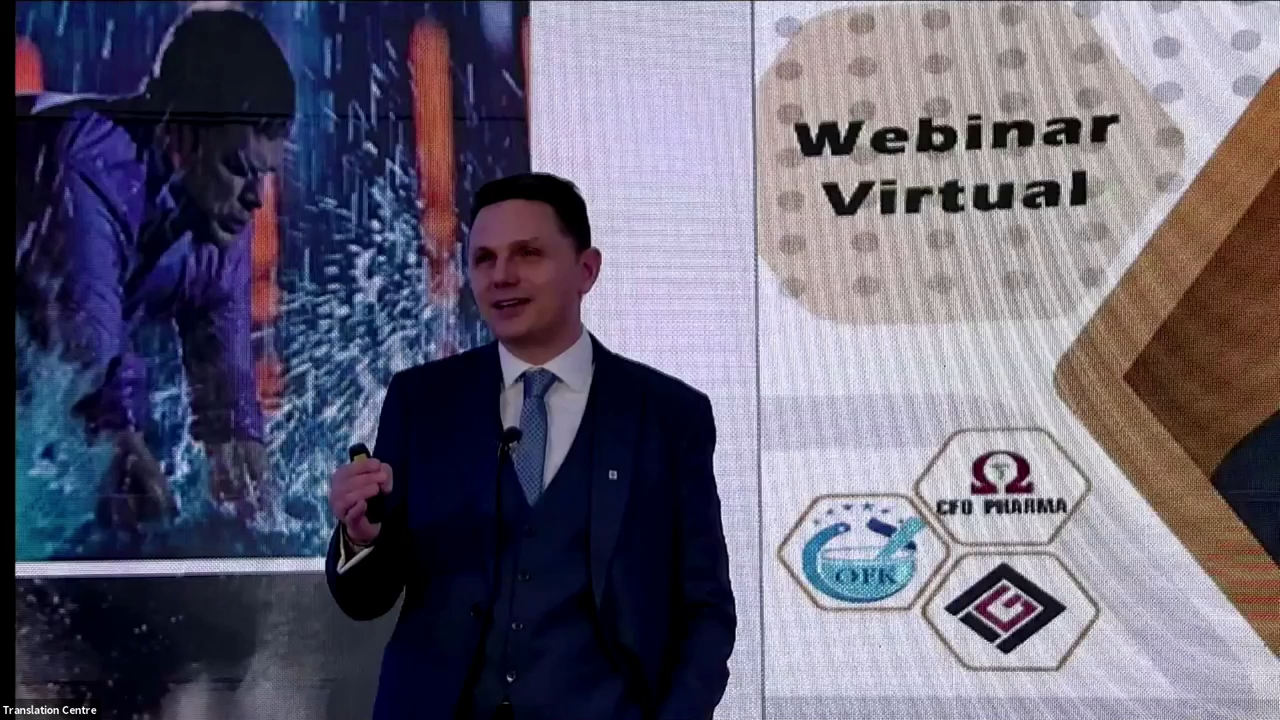 Webinar
Virtual
CFO PHARMA
OFK
Translation Centre